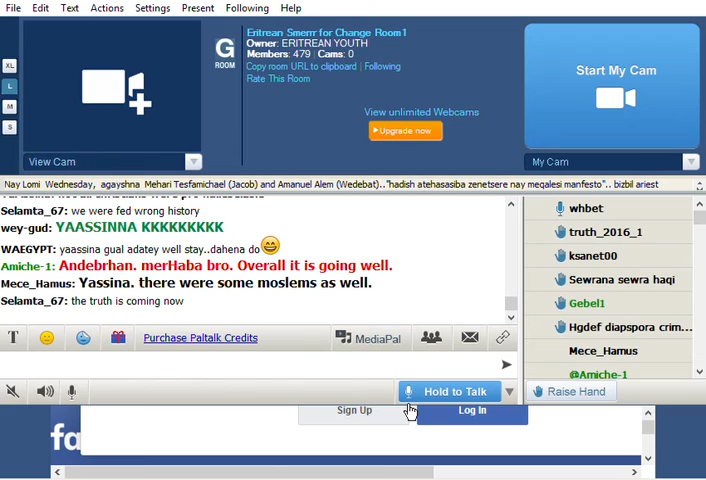 File Edit Text Actions Settings Present Following Help
XL
L
M
S
View Cam
G
ROOM
Eritrean Smerrr for Change Room1
Owner: ERITREAN YOUTH
Members: 479 | Cams: 0
Copy room URL to clipboard | Following
Rate This Room
View unlimited Webcams
Upgrade now
Start My Cam
My Cam
Nay Lomi Wednesday, agayshna Mehari Tesfamichael (Jacob) and Amanuel Alem (Wedebat).."hadish atehasasiba zenetsere nay megalesi manfesto".. bizbil ariest
Selamta_67: we were fed wrong history
wey-gud: YAASSINNA KKKKKKKKK
WAEGYPT: yaassina gual adatey well stay..dahena do
Amiche-1: Andebrhan. merHaba bro. Overall it is going well.
Mece_Hamus: Yassina. there were some moslems as well.
Selamta_67: the truth is coming now
T Purchase Paltalk Credits MediaPal
Hold to Talk
whbet
truth_2016_1
ksanet00
Sewrana sewra haqi
Gebel1
Hgdef diapspora crim...
Mece_Hamus
@Amiche-1
Raise Hand
Sign Up Log In